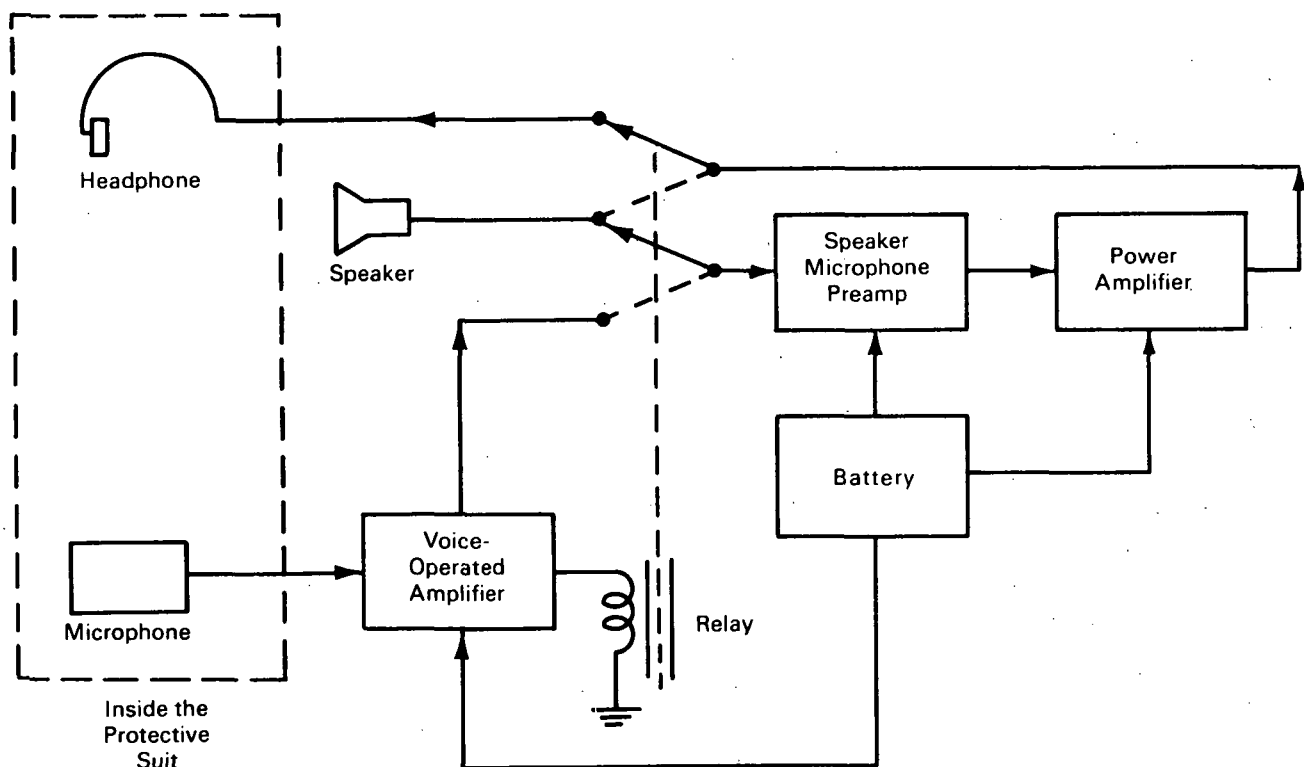 Headphone
Speaker
Speaker
Microphone
Preamp
Power
Amplifier
Battery
Voice-
Operated
Amplifier
Relay
Microphone
Inside the
Protective
Suit